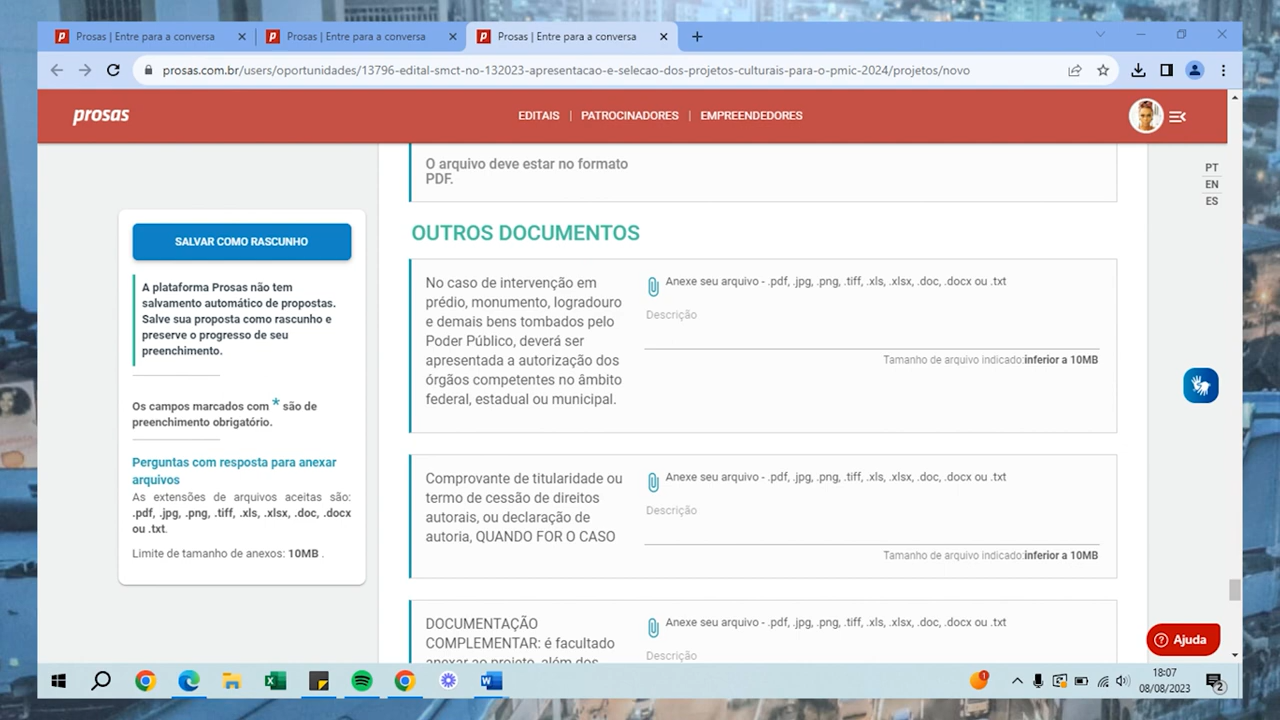 Prosas | Entre para a conversa
Prosas | Entre para a conversa
Prosas | Entre para a conversa
prosas.com.br/users/oportunidades/13796-edital-smct-no-132023-apresentacao-e-selecao-dos-projetos-culturais-para-o-pmic-2024/projetos/novo
prosas
EDITAIS | PATROCINADORES | EMPREENDEDORES
PT
EN
ES
O arquivo deve estar no formato
PDF.
SALVAR COMO RASCUNHO
A plataforma Prosas não tem
salvamento automático de propostas.
Salve sua proposta como rascunho e
preserve o progresso de seu
preenchimento.
Os campos marcados com * são de
preenchimento obrigatório.
Perguntas com resposta para anexar
arquivos
As extensões de arquivos aceitas são:
.pdf, .jpg, .png, .tiff, .xls, .xlsx, .doc, .docx
ou .txt.
Limite de tamanho de anexos: 10MB .
OUTROS DOCUMENTOS
No caso de intervenção em
prédio, monumento, logradouro
e demais bens tombados pelo
Poder Público, deverá ser
apresentada a autorização dos
órgãos competentes no âmbito
federal, estadual ou municipal.
Anexe seu arquivo - .pdf, .jpg, .png, .tiff, .xls, .xlsx, .doc, .docx ou .txt
Descrição
Tamanho de arquivo indicado:inferior a 10MB
Comprovante de titularidade ou
termo de cessão de direitos
autorais, ou declaração de
autoria, QUANDO FOR O CASO
Anexe seu arquivo - .pdf, .jpg, .png, .tiff, .xls, .xlsx, .doc, .docx ou .txt
Descrição
Tamanho de arquivo indicado:inferior a 10MB
DOCUMENTAÇÃO
COMPLEMENTAR: é facultado
anexar ao projeto, além dos
Anexe seu arquivo - .pdf, .jpg, .png, .tiff, .xls, .xlsx, .doc, .docx ou .txt
Descrição
Ajuda
1
18:07
08/08/2023
2